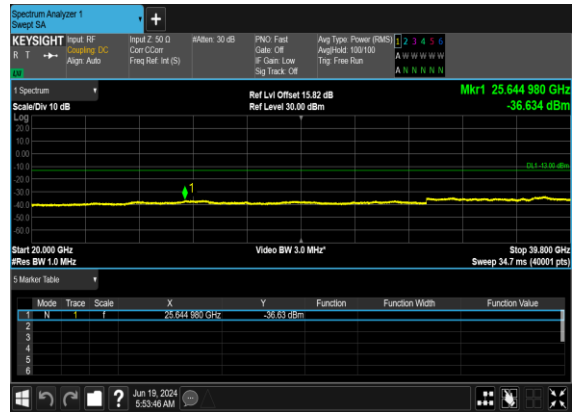 Spectrum Analyzer 1
Swept SA
+
KEYSIGHT Input: RF Input Z: 50 Ω #Atten: 30 dB PNO: Fast Avg Type: Power (RMS) 1 2 3 4 5 6
R T Coupling: DC Corr CCorr Gate: Off Avg|Hold: 100/100 A W W W W W
Align: Auto Freq Ref: Int (S) IF Gain: Low Trig: Free Run
LXI Sig Track: Off A N N N N N
1 Spectrum Ref Lvl Offset 15.82 dB Mkr1 25.644 980 GHz
Scale/Div 10 dB Ref Level 30.00 dBm -36.634 dBm
Log
20.0
10.0
0.00
-10.0 DL1 -13.00 dBm
-20.0
-30.0 1
-40.0
-50.0
-60.0
Start 20.000 GHz Video BW 3.0 MHz* Stop 39.800 GHz
#Res BW 1.0 MHz Sweep 34.7 ms (40001 pts)
5 Marker Table
Mode Trace Scale X Y Function Function Width Function Value
1 N 1 f 25.644 980 GHz -36.63 dBm
2
3
4
5
6
? Jun 19, 2024
5:53:46 AM